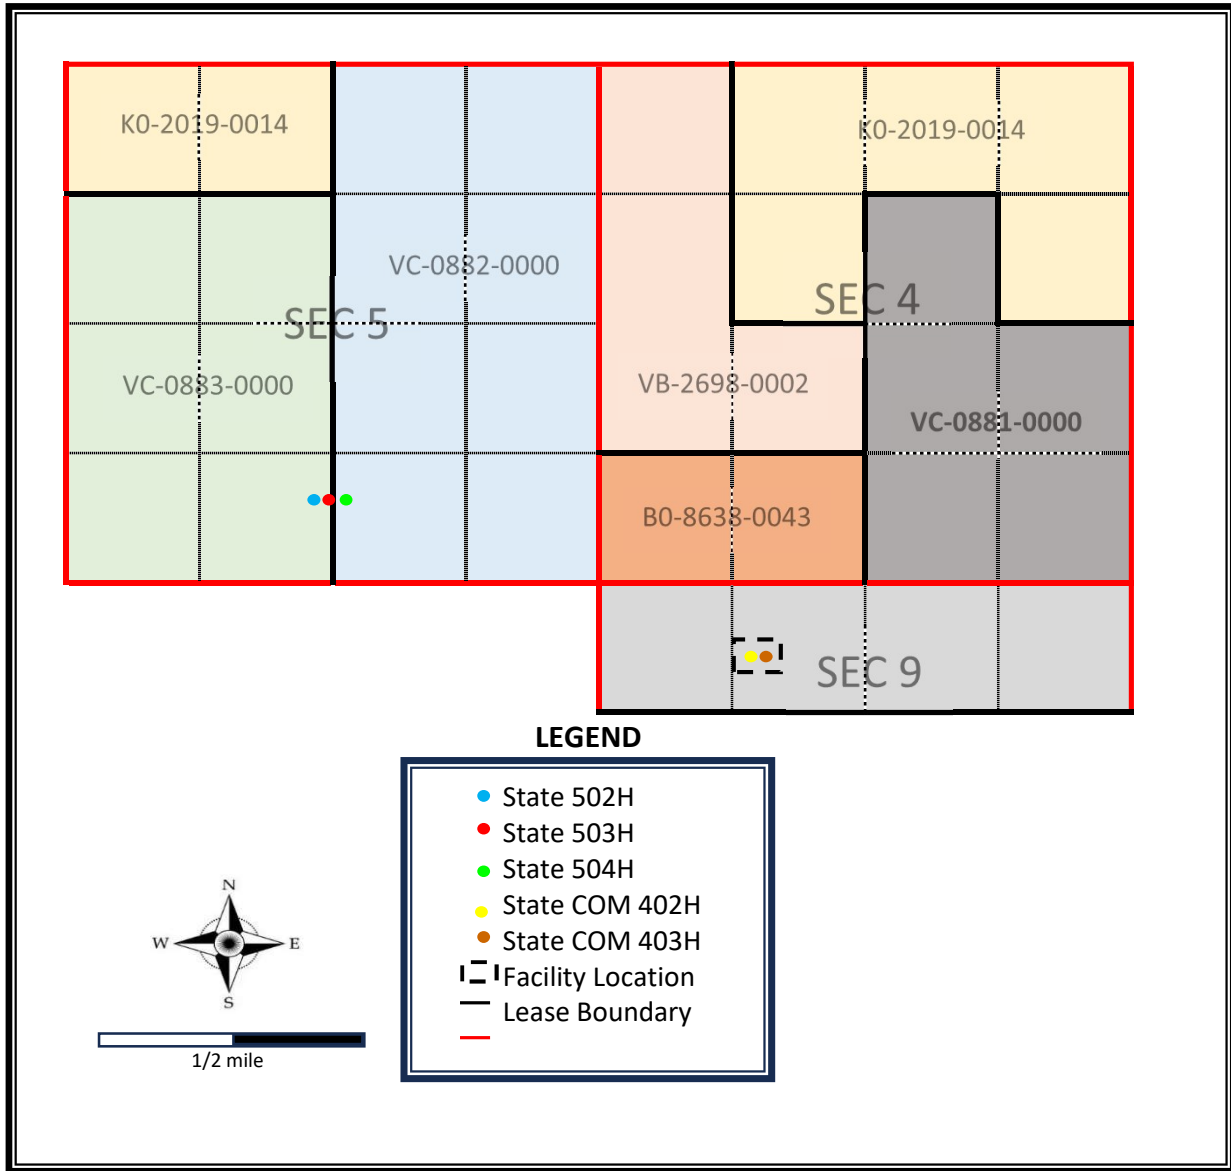 K0-2019-0014
K0-2019-0014
VC-0882-0000
SEC 5
SEC 4
VC-0883-0000
VB-2698-0002
VC-0881-0000
B0-8638-0043
SEC 9
LEGEND
State 502H
State 503H
State 504H
State COM 402H
State COM 403H
Facility Location
Lease Boundary
N
W
E
S
1/2 mile